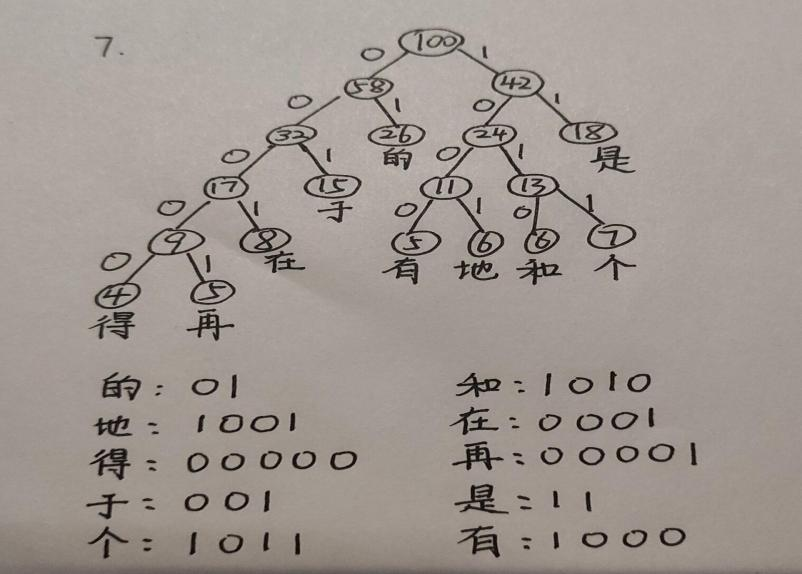 7.
0 100 1
0 58 1 0 42 1
0 32 1 26 0 24 1 18
的 是
0 17 1 15 0 11 1 0 13 1
于
9 8 5 6 6 7
在 有 地 和 个
0 1
4 5
得 再
的: 01 和: 1010
地: 1001 在: 0001
得: 00000 再: 00001
于: 001 是: 11
个: 1011 有: 1000